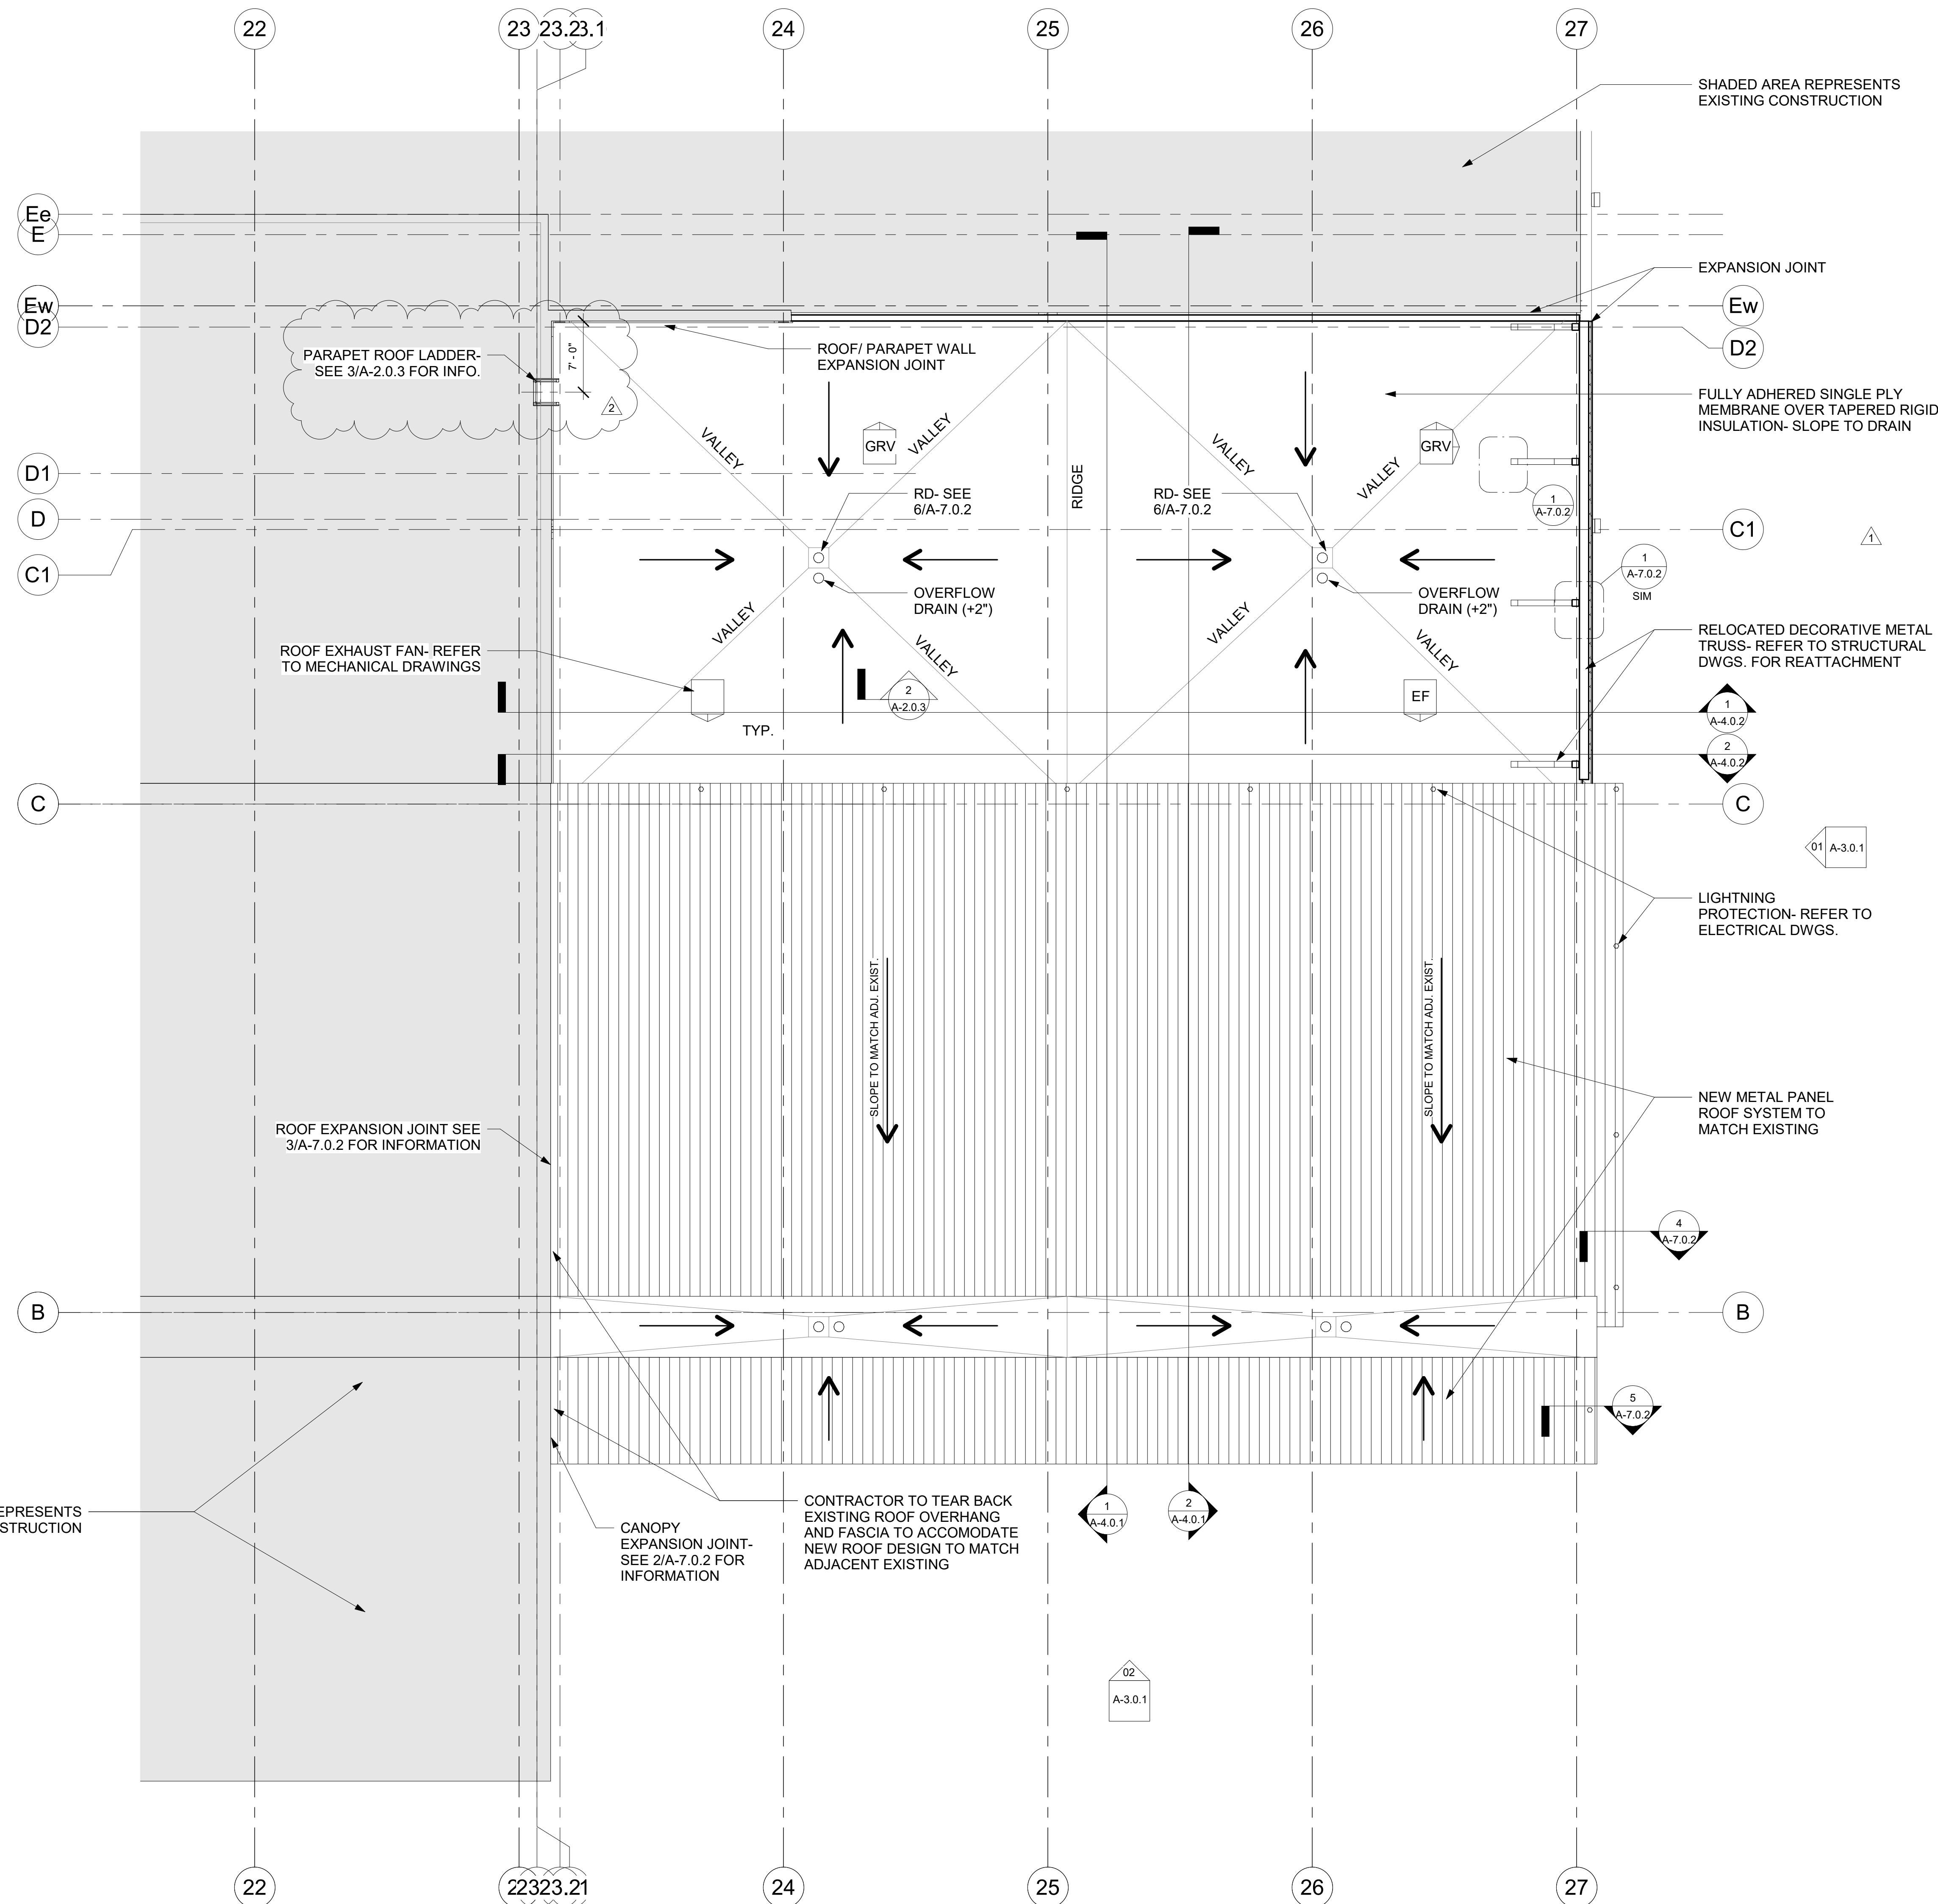 22
23
23.2
3.1
24
25
26
27
SHADED AREA REPRESENTS
EXISTING CONSTRUCTION
Ee
E
EXPANSION JOINT
Ew
D2
Ew
D2
PARAPET ROOF LADDER-
SEE 3/A-2.0.3 FOR INFO.
7' - 0"
2
ROOF/ PARAPET WALL
EXPANSION JOINT
FULLY ADHERED SINGLE PLY
MEMBRANE OVER TAPERED RIGID
INSULATION- SLOPE TO DRAIN
VALLEY
GRV
VALLEY
RIDGE
VALLEY
GRV
VALLEY
D1
RD- SEE
6/A-7.0.2
RD- SEE
6/A-7.0.2
1
A-7.0.2
D
C1
C1
1
1
A-7.0.2
SIM
OVERFLOW
DRAIN (+2")
OVERFLOW
DRAIN (+2")
VALLEY
VALLEY
VALLEY
VALLEY
ROOF EXHAUST FAN- REFER
TO MECHANICAL DRAWINGS
RELOCATED DECORATIVE METAL
TRUSS- REFER TO STRUCTURAL
DWGS. FOR REATTACHMENT
2
A-2.0.3
EF
TYP.
1
A-4.0.2
2
A-4.0.2
C
C
01
A-3.0.1
LIGHTNING
PROTECTION- REFER TO
ELECTRICAL DWGS.
SLOPE TO MATCH ADJ. EXIST.
SLOPE TO MATCH ADJ. EXIST.
NEW METAL PANEL
ROOF SYSTEM TO
MATCH EXISTING
ROOF EXPANSION JOINT SEE
3/A-7.0.2 FOR INFORMATION
4
A-7.0.2
B
B
5
A-7.0.2
EPRESENTS
STRUCTION
CANOPY
EXPANSION JOINT-
SEE 2/A-7.0.2 FOR
INFORMATION
CONTRACTOR TO TEAR BACK
EXISTING ROOF OVERHANG
AND FASCIA TO ACCOMODATE
NEW ROOF DESIGN TO MATCH
ADJACENT EXISTING
1
A-4.0.1
2
A-4.0.1
02
A-3.0.1
22
24
25
26
27